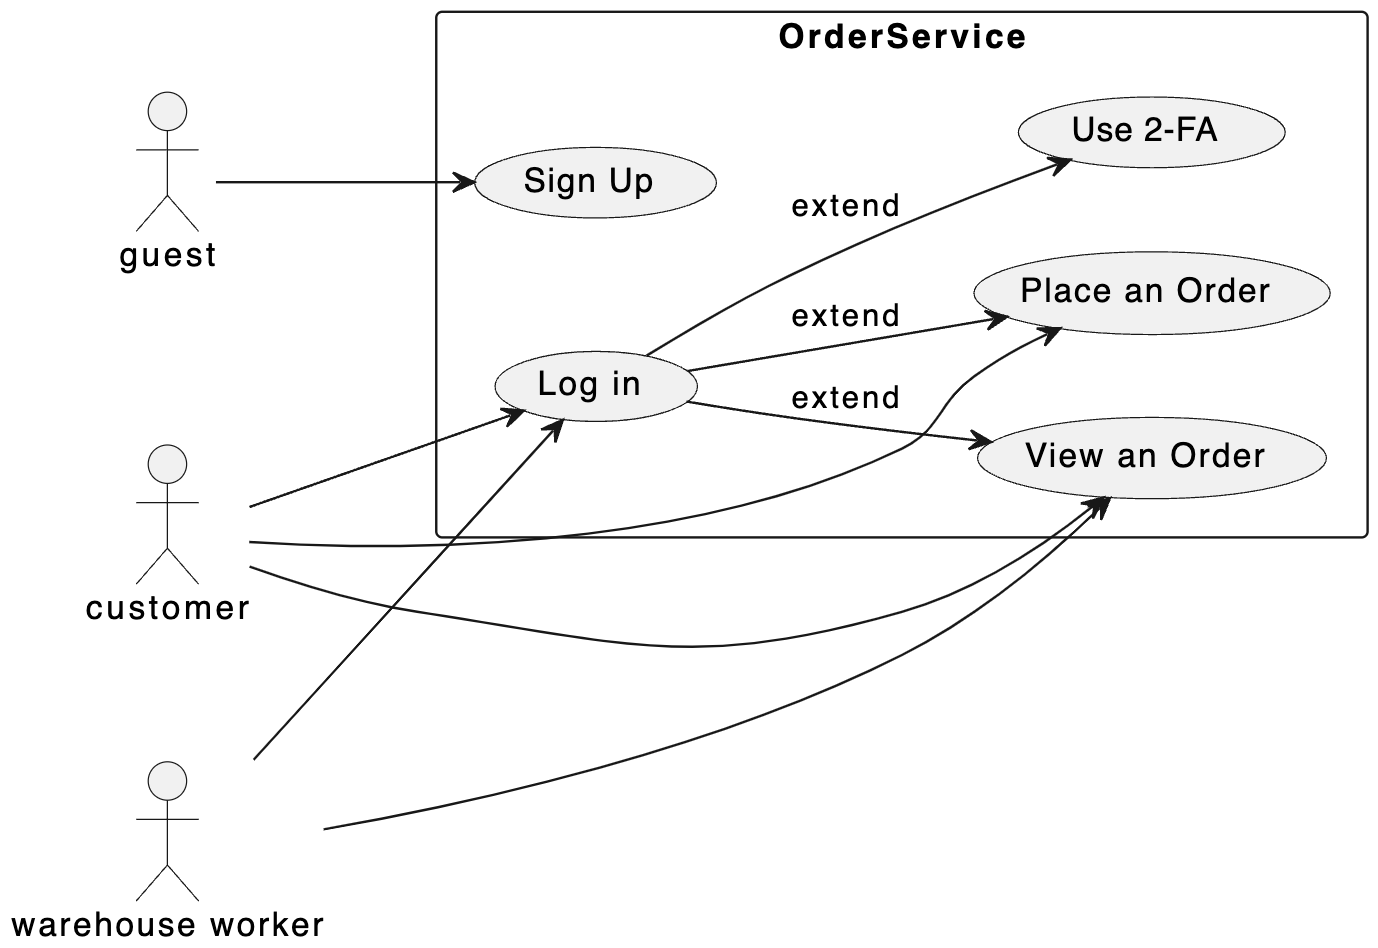 OrderService
Use 2-FA
Sign Up
extend
guest
Place an Order
extend
Log in
extend
View an Order
customer
warehouse worker